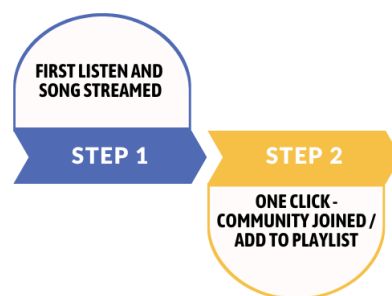 FIRST LISTEN AND
SONG STREAMED
STEP 1
STEP 2
ONE CLICK -
COMMUNITY JOINED /
ADD TO PLAYLIST